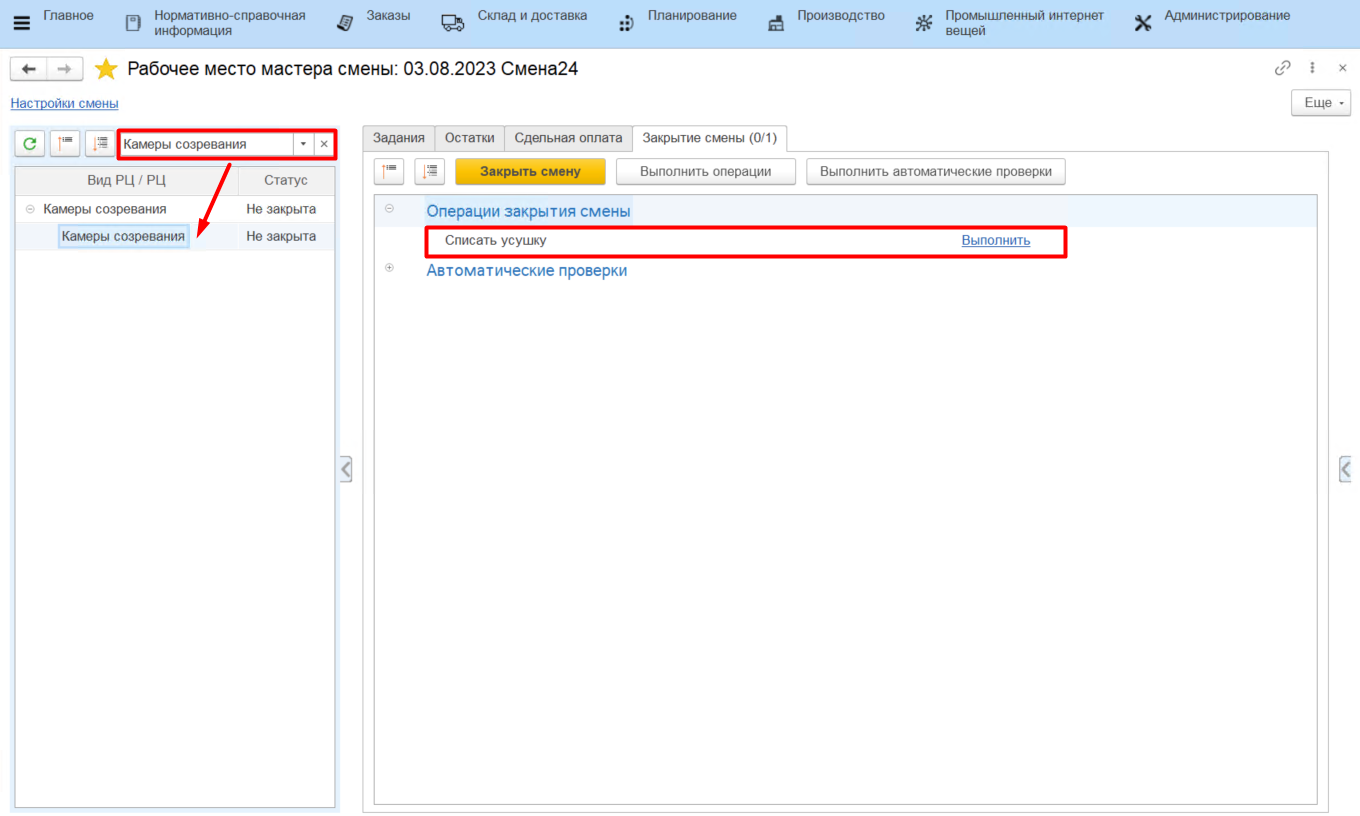 Главное
Нормативно-справочная
информация
Заказы
Склад и доставка
Планирование
Производство
Промышленный интернет
вещей
Администрирование
Рабочее место мастера смены: 03.08.2023 Смена24
Настройки смены
Еще
Камеры созревания
Вид РЦ / РЦ Статус
Камеры созревания Не закрыта
Камеры созревания Не закрыта
Задания Остатки Сдельная оплата Закрытие смены (0/1)
Закрыть смену Выполнить операции Выполнить автоматические проверки
Операции закрытия смены
Списать усушку Выполнить
Автоматические проверки